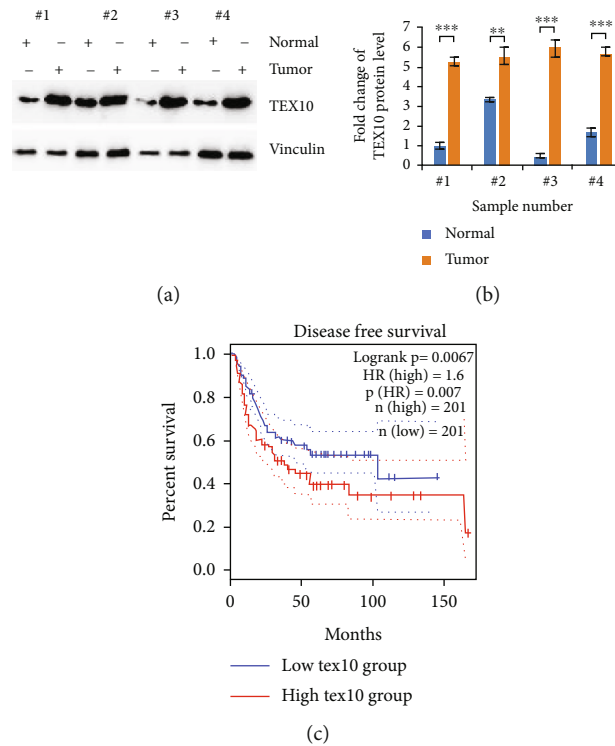 #1 #2 #3 #4
+ – + – + – + – Normal
– + – + – + – + Tumor
TEX10
Vinculin
(a)
*** ** *** ***
Fold change of
TEX10 protein level
7
6
5
4
3
2
1
0
#1 #2 #3 #4
Sample number
Normal
Tumor
(b)
Disease free survival
Logrank p= 0.0067
HR (high) = 1.6
p (HR) = 0.007
n (high) = 201
n (low) = 201
Percent survival
1.0
0.8
0.6
0.4
0.2
0.0
0 50 100 150
Months
Low tex10 group
High tex10 group
(c)